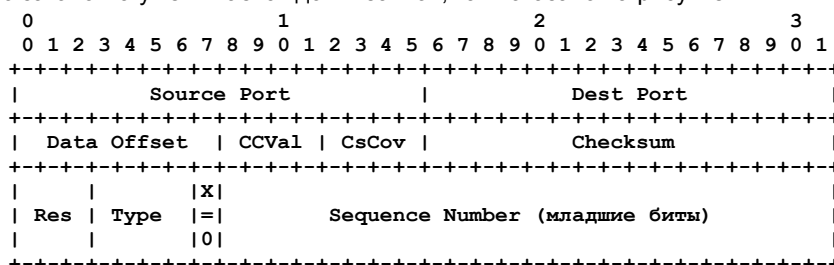 0 1 2 3
0 1 2 3 4 5 6 7 8 9 0 1 2 3 4 5 6 7 8 9 0 1 2 3 4 5 6 7 8 9 0 1
+-+-+-+-+-+-+-+-+-+-+-+-+-+-+-+-+-+-+-+-+-+-+-+-+-+-+-+-+-+-+-+-+-
| Source Port | Dest Port |
+-+-+-+-+-+-+-+-+-+-+-+-+-+-+-+-+-+-+-+-+-+-+-+-+-+-+-+-+-+-+-+-+-
| Data Offset | CCVal | CsCov | Checksum |
+-+-+-+-+-+-+-+-+-+-+-+-+-+-+-+-+-+-+-+-+-+-+-+-+-+-+-+-+-+-+-+-+-
| | |X| |
| Res | Type |=| Sequence Number (младшие биты) |
| | |0| |
+-+-+-+-+-+-+-+-+-+-+-+-+-+-+-+-+-+-+-+-+-+-+-+-+-+-+-+-+-+-+-+-+-